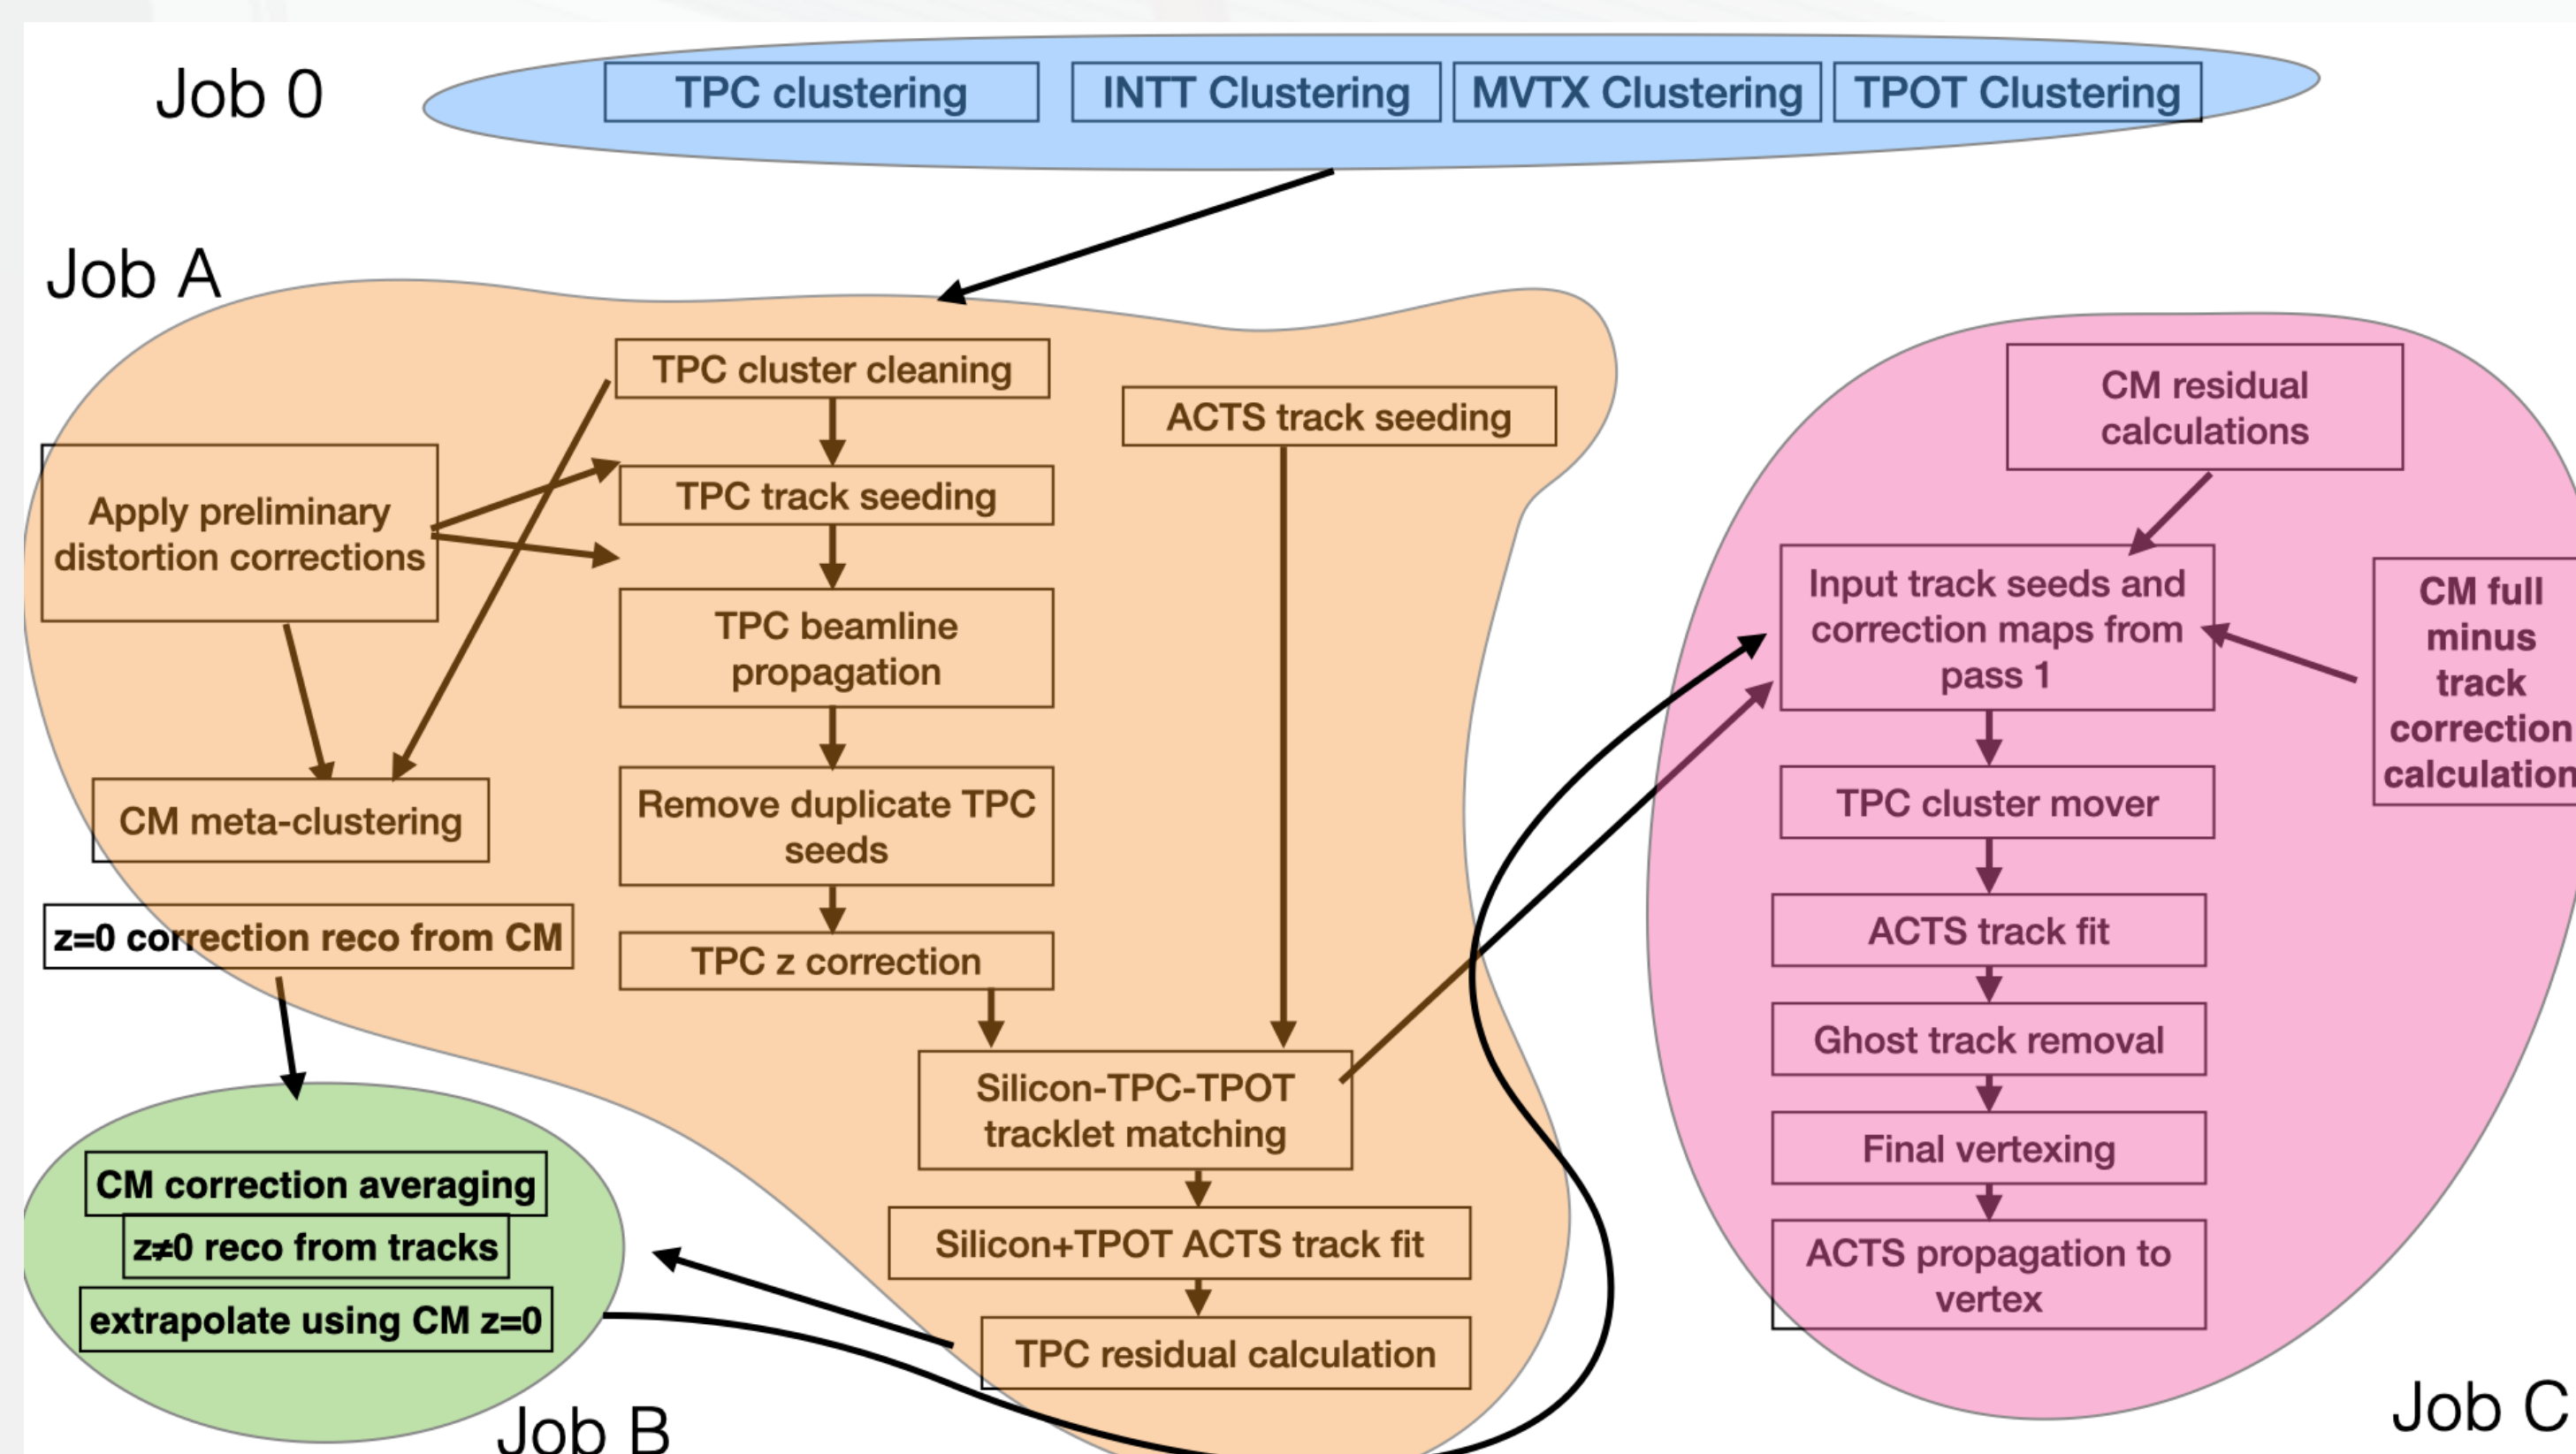 Job 0
TPC clustering
INTT Clustering
MVTX Clustering
TPOT Clustering
Job A
TPC cluster cleaning
ACTS track seeding
Apply preliminary
distortion corrections
TPC track seeding
TPC beamline
propagation
CM meta-clustering
Remove duplicate TPC
seeds
z=0 correction reco from CM
TPC z correction
Silicon-TPC-TPOT
tracklet matching
Silicon+TPOT ACTS track fit
TPC residual calculation
CM correction averaging
z≠0 reco from tracks
extrapolate using CM z=0
Job B
CM residual
calculations
Input track seeds and
correction maps from
pass 1
CM full
minus
track
correction
calculation
TPC cluster mover
ACTS track fit
Ghost track removal
Final vertexing
ACTS propagation to
vertex
Job C